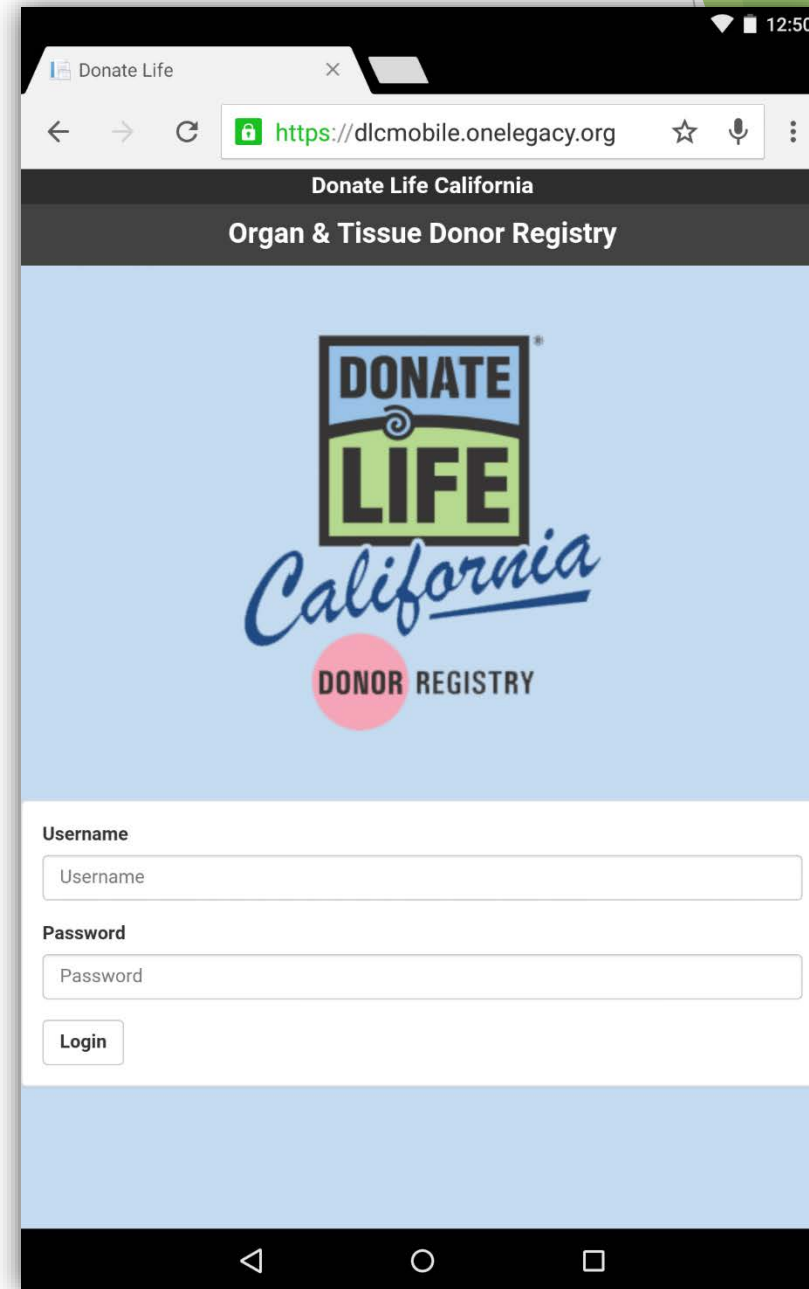 12:50
Donate Life
https://dlcmobile.onelegacy.org
Donate Life California
Organ & Tissue Donor Registry
DONATE
LIFE
California
DONOR REGISTRY
Username
Username
Password
Password
Login